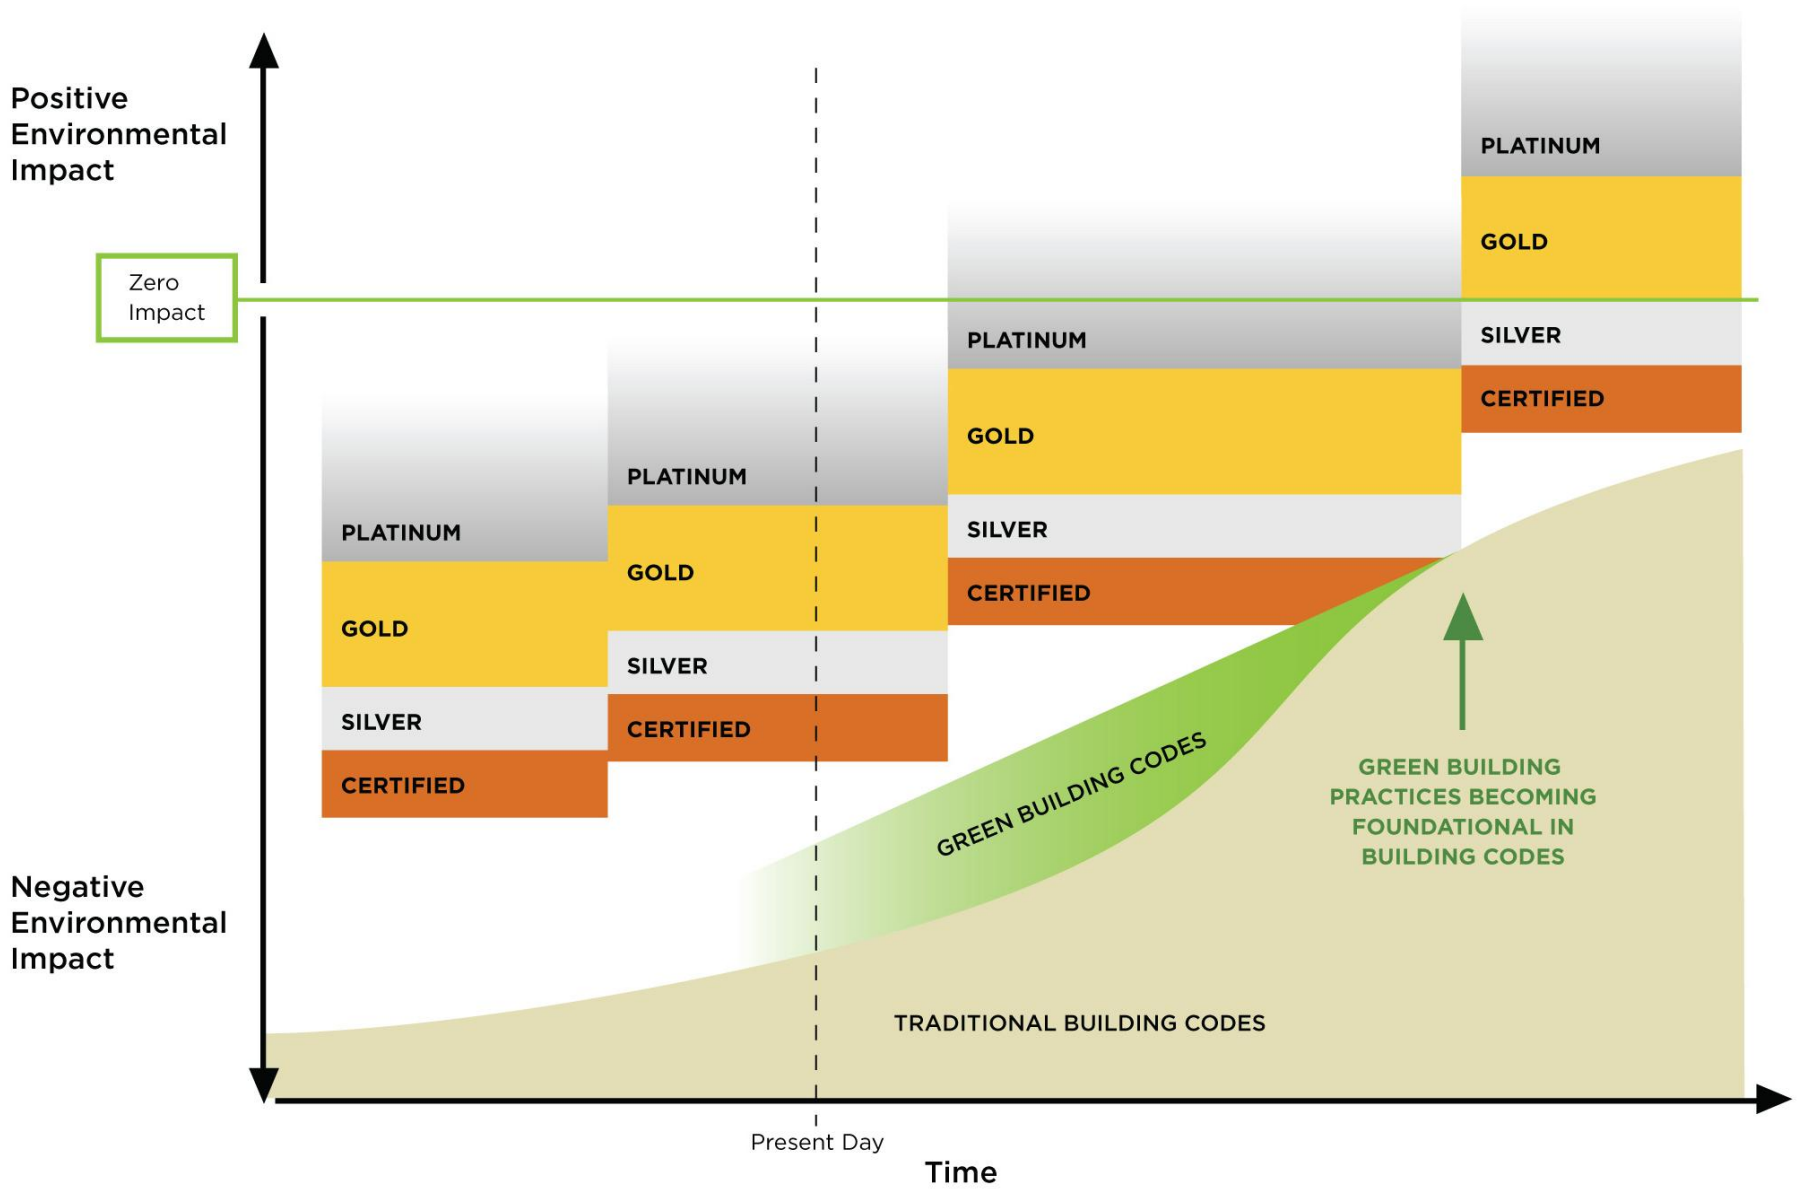 Positive
Environmental
Impact
Zero
Impact
Negative
Environmental
Impact
PLATINUM
GOLD
SILVER
CERTIFIED
PLATINUM
GOLD
SILVER
CERTIFIED
PLATINUM
GOLD
SILVER
CERTIFIED
PLATINUM
GOLD
SILVER
CERTIFIED
GREEN BUILDING CODES
GREEN BUILDING
PRACTICES BECOMING
FOUNDATIONAL IN
BUILDING CODES
TRADITIONAL BUILDING CODES
Present Day
Time